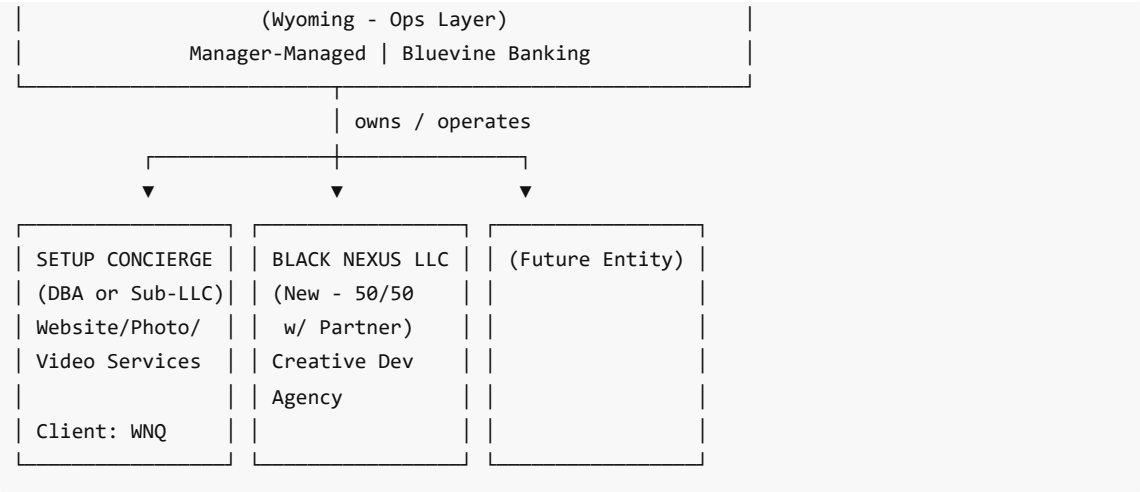 (Wyoming - Ops Layer)
Manager-Managed | Bluevine Banking
owns / operates
SETUP CONCIERGE
(DBA or Sub-LLC)
Website/Photo/
Video Services
Client: WNQ
BLACK NEXUS LLC
(New - 50/50
w/ Partner)
Creative Dev
Agency
(Future Entity)